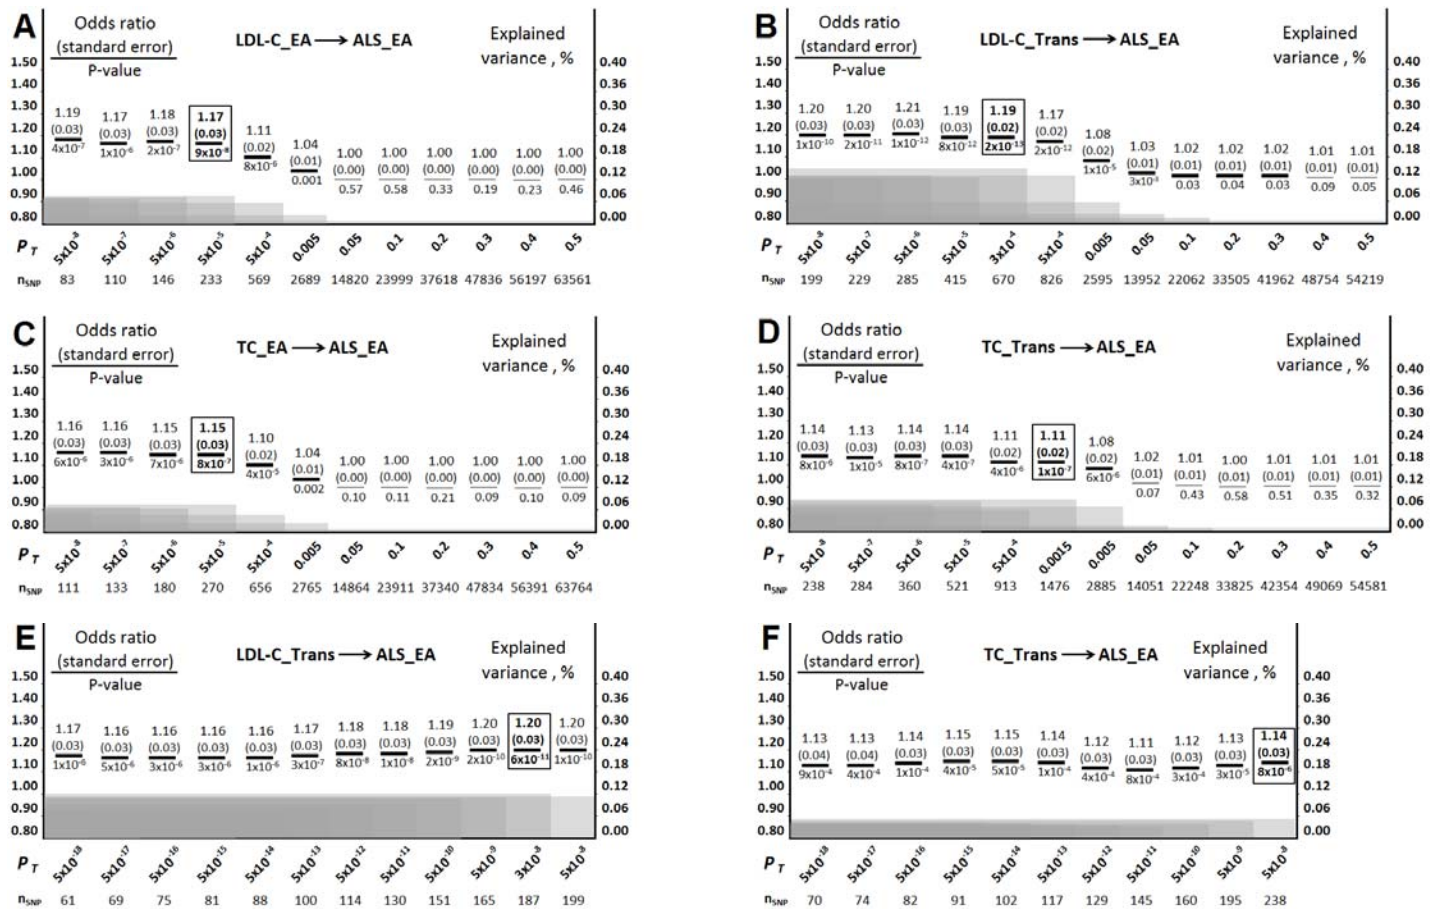 A
Odds ratio
(standard error)
P-value
LDL-C_EA → ALS_EA
Explained
variance , %
1.50 1.40 1.30 1.20 1.10 1.00 0.90 0.80
0.40 0.36 0.30 0.24 0.18 0.12 0.06 0.00
1.19 1.17 1.18 1.17 1.11 1.04 1.00 1.00 1.00 1.00 1.00 1.00
(0.03) (0.03) (0.03) (0.03) (0.02) (0.01) (0.00) (0.00) (0.00) (0.00) (0.00) (0.00)
4x10⁻⁷ 1x10⁻⁶ 2x10⁻⁷ 9x10⁻⁸ 8x10⁻⁶ 0.001 0.57 0.58 0.33 0.19 0.23 0.46
P T 5x10⁻⁸ 5x10⁻⁷ 5x10⁻⁶ 5x10⁻⁵ 5x10⁻⁴ 0.005 0.05 0.1 0.2 0.3 0.4 0.5
nSNP 83 110 146 233 569 2689 14820 23999 37618 47836 56197 63561
B
Odds ratio
(standard error)
P-value
LDL-C_Trans → ALS_EA
Explained
variance , %
1.50 1.40 1.30 1.20 1.10 1.00 0.90 0.80
0.40 0.36 0.30 0.24 0.18 0.12 0.06 0.00
1.20 1.20 1.21 1.19 1.19 1.17 1.08 1.03 1.02 1.02 1.02 1.01 1.01
(0.03) (0.03) (0.03) (0.03) (0.02) (0.02) (0.02) (0.01) (0.01) (0.01) (0.01) (0.01) (0.01)
1x10⁻¹⁰ 2x10⁻¹¹ 1x10⁻¹² 8x10⁻¹² 2x10⁻¹³ 2x10⁻¹² 1x10⁻⁵ 3x10⁻³ 0.03 0.04 0.03 0.09 0.05
P T 5x10⁻⁸ 5x10⁻⁷ 5x10⁻⁶ 5x10⁻⁵ 3x10⁻⁴ 5x10⁻⁴ 0.005 0.05 0.1 0.2 0.3 0.4 0.5
nSNP 199 229 285 415 670 826 2595 13952 22062 33505 41962 48754 54219
C
Odds ratio
(standard error)
P-value
TC_EA → ALS_EA
Explained
variance , %
1.50 1.40 1.30 1.20 1.10 1.00 0.90 0.80
0.40 0.36 0.30 0.24 0.18 0.12 0.06 0.00
1.16 1.16 1.15 1.15 1.10 1.04 1.00 1.00 1.00 1.00 1.00 1.00
(0.03) (0.03) (0.03) (0.03) (0.02) (0.01) (0.00) (0.00) (0.00) (0.00) (0.00) (0.00)
6x10⁻⁶ 3x10⁻⁶ 7x10⁻⁶ 8x10⁻⁷ 4x10⁻⁵ 0.002 0.10 0.11 0.21 0.09 0.10 0.09
P T 5x10⁻⁸ 5x10⁻⁷ 5x10⁻⁶ 5x10⁻⁵ 5x10⁻⁴ 0.005 0.05 0.1 0.2 0.3 0.4 0.5
nSNP 111 133 180 270 656 2765 14864 23911 37340 47834 56391 63764
D
Odds ratio
(standard error)
P-value
TC_Trans → ALS_EA
Explained
variance , %
1.50 1.40 1.30 1.20 1.10 1.00 0.90 0.80
0.40 0.36 0.30 0.24 0.18 0.12 0.06 0.00
1.14 1.13 1.14 1.14 1.11 1.11 1.08 1.02 1.01 1.00 1.01 1.01 1.01
(0.03) (0.03) (0.03) (0.03) (0.02) (0.02) (0.02) (0.01) (0.01) (0.01) (0.01) (0.01) (0.01)
8x10⁻⁶ 1x10⁻⁵ 8x10⁻⁷ 4x10⁻⁷ 4x10⁻⁶ 1x10⁻⁷ 6x10⁻⁶ 0.07 0.43 0.58 0.51 0.35 0.32
P T 5x10⁻⁸ 5x10⁻⁷ 5x10⁻⁶ 5x10⁻⁵ 5x10⁻⁴ 0.0015 0.005 0.05 0.1 0.2 0.3 0.4 0.5
nSNP 238 284 360 521 913 1476 2885 14051 22248 33825 42354 49069 54581
E
Odds ratio
(standard error)
P-value
LDL-C_Trans → ALS_EA
Explained
variance , %
1.50 1.40 1.30 1.20 1.10 1.00 0.90 0.80
0.40 0.36 0.30 0.24 0.18 0.12 0.06 0.00
1.17 1.16 1.16 1.16 1.16 1.17 1.18 1.18 1.19 1.20 1.20 1.20
(0.03) (0.03) (0.03) (0.03) (0.03) (0.03) (0.03) (0.03) (0.03) (0.03) (0.03) (0.03)
1x10⁻⁶ 5x10⁻⁶ 3x10⁻⁶ 3x10⁻⁶ 1x10⁻⁶ 3x10⁻⁷ 8x10⁻⁸ 1x10⁻⁸ 2x10⁻⁹ 2x10⁻¹⁰ 6x10⁻¹¹ 1x10⁻¹⁰
P T 5x10⁻¹⁸ 5x10⁻¹⁷ 5x10⁻¹⁶ 5x10⁻¹⁵ 5x10⁻¹⁴ 5x10⁻¹³ 5x10⁻¹² 5x10⁻¹¹ 5x10⁻¹⁰ 5x10⁻⁹ 3x10⁻⁸ 5x10⁻⁸
nSNP 61 69 75 81 88 100 114 130 151 165 187 199
F
Odds ratio
(standard error)
P-value
TC_Trans → ALS_EA
Explained
variance , %
1.50 1.40 1.30 1.20 1.10 1.00 0.90 0.80
0.40 0.36 0.30 0.24 0.18 0.12 0.06 0.00
1.13 1.13 1.14 1.15 1.15 1.14 1.12 1.11 1.12 1.13 1.14
(0.04) (0.04) (0.03) (0.03) (0.03) (0.03) (0.03) (0.03) (0.03) (0.03) (0.03)
9x10⁻⁴ 4x10⁻⁴ 1x10⁻⁴ 4x10⁻⁵ 5x10⁻⁵ 1x10⁻⁴ 4x10⁻⁴ 8x10⁻⁴ 3x10⁻⁴ 3x10⁻⁵ 8x10⁻⁶
P T 5x10⁻¹⁸ 5x10⁻¹⁷ 5x10⁻¹⁶ 5x10⁻¹⁵ 5x10⁻¹⁴ 5x10⁻¹³ 5x10⁻¹² 5x10⁻¹¹ 5x10⁻¹⁰ 5x10⁻⁹ 5x10⁻⁸
nSNP 70 74 82 91 102 117 129 145 160 195 238